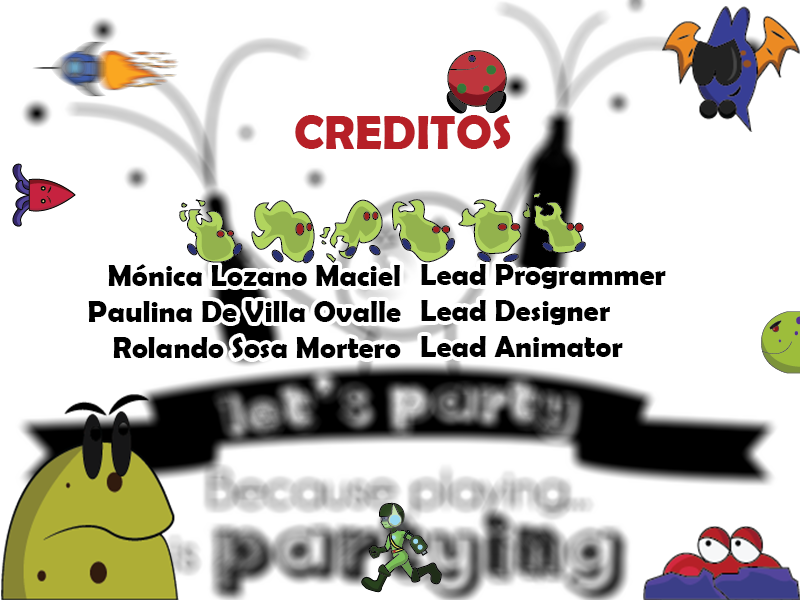 CREDITOS
Mónica Lozano Maciel Lead Programmer
Paulina De Villa Ovalle Lead Designer
Rolando Sosa Mortero Lead Animator
let's party
Because playing...
is partying